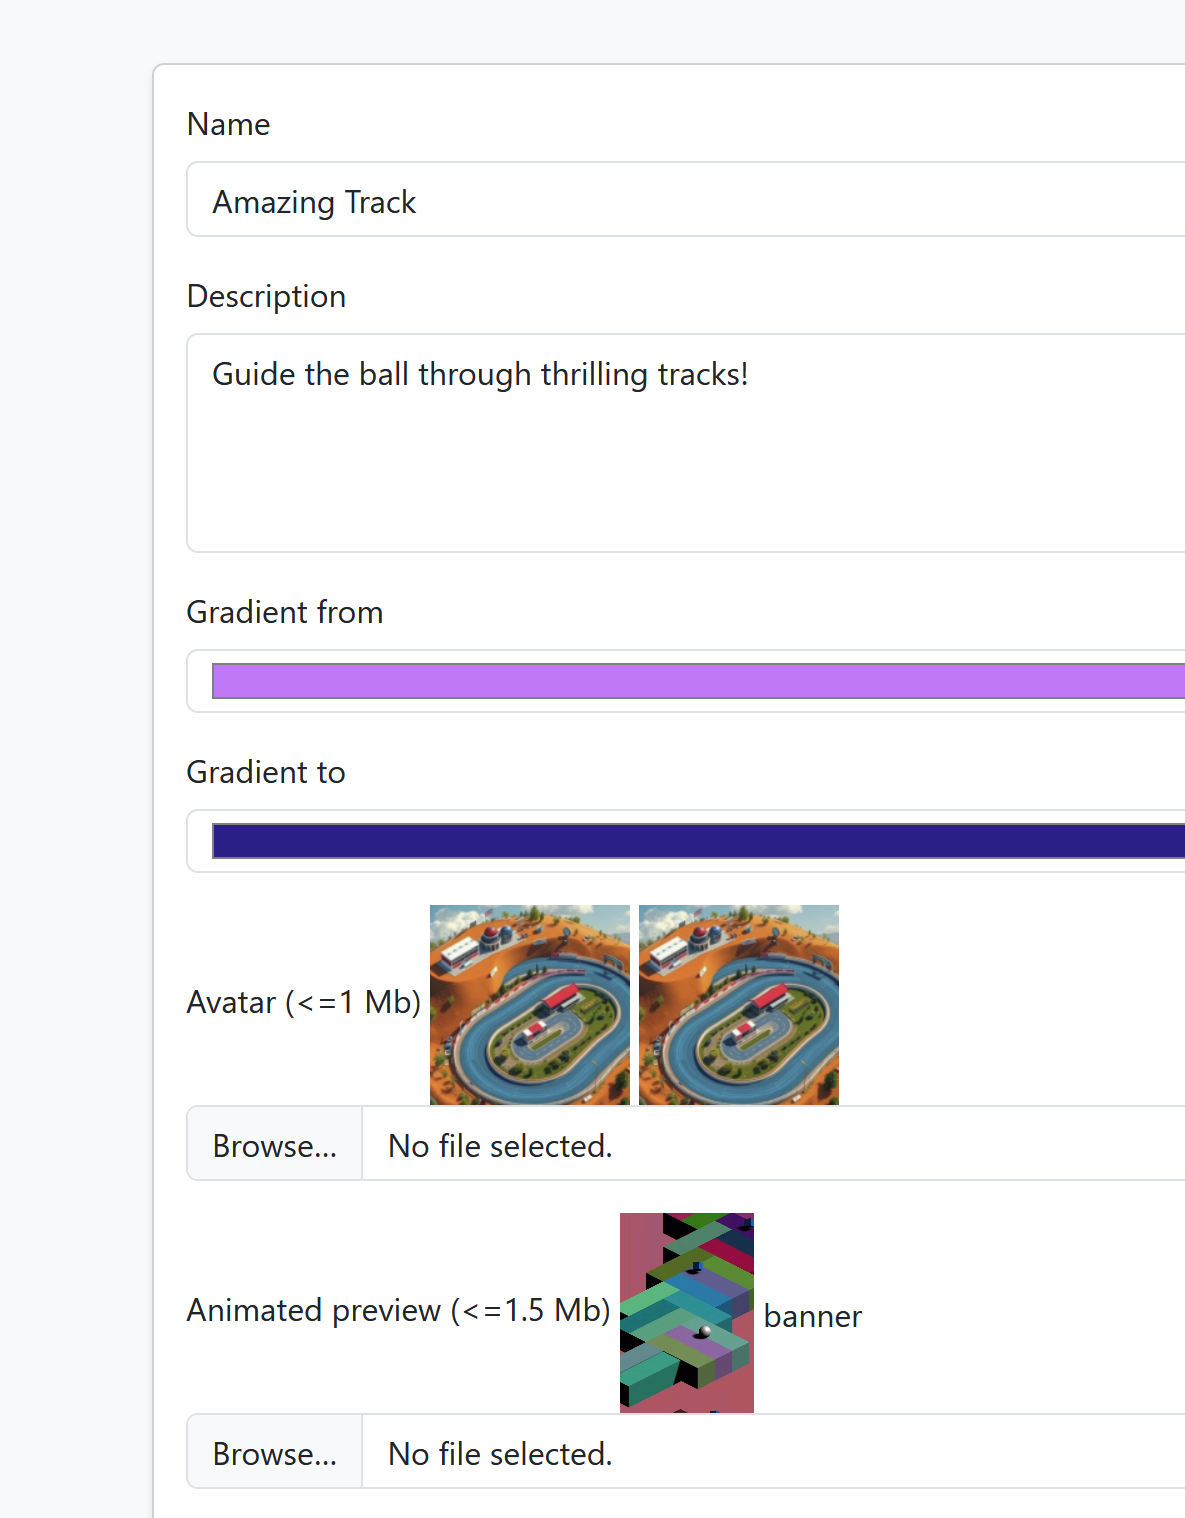 Name
Amazing Track
Description
Guide the ball through thrilling tracks!
Gradient from
Gradient to
Avatar (<=1 Mb)
Browse...
No file selected.
Animated preview (<=1.5 Mb)
banner
Browse...
No file selected.